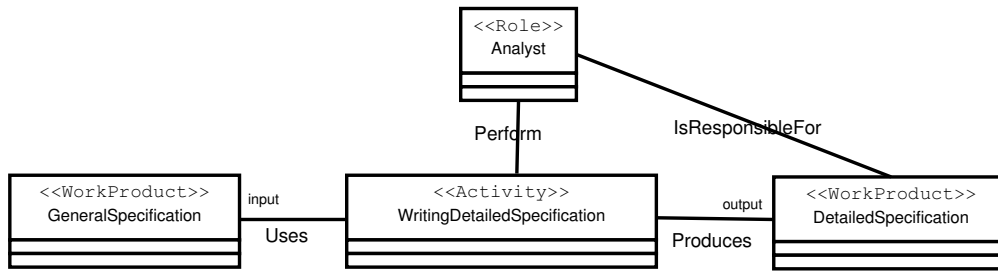 <<Role>>
Analyst
Perform
IsResponsibleFor
<<WorkProduct>>
GeneralSpecification
input
Uses
<<Activity>>
WritingDetailedSpecification
output
Produces
<<WorkProduct>>
DetailedSpecification